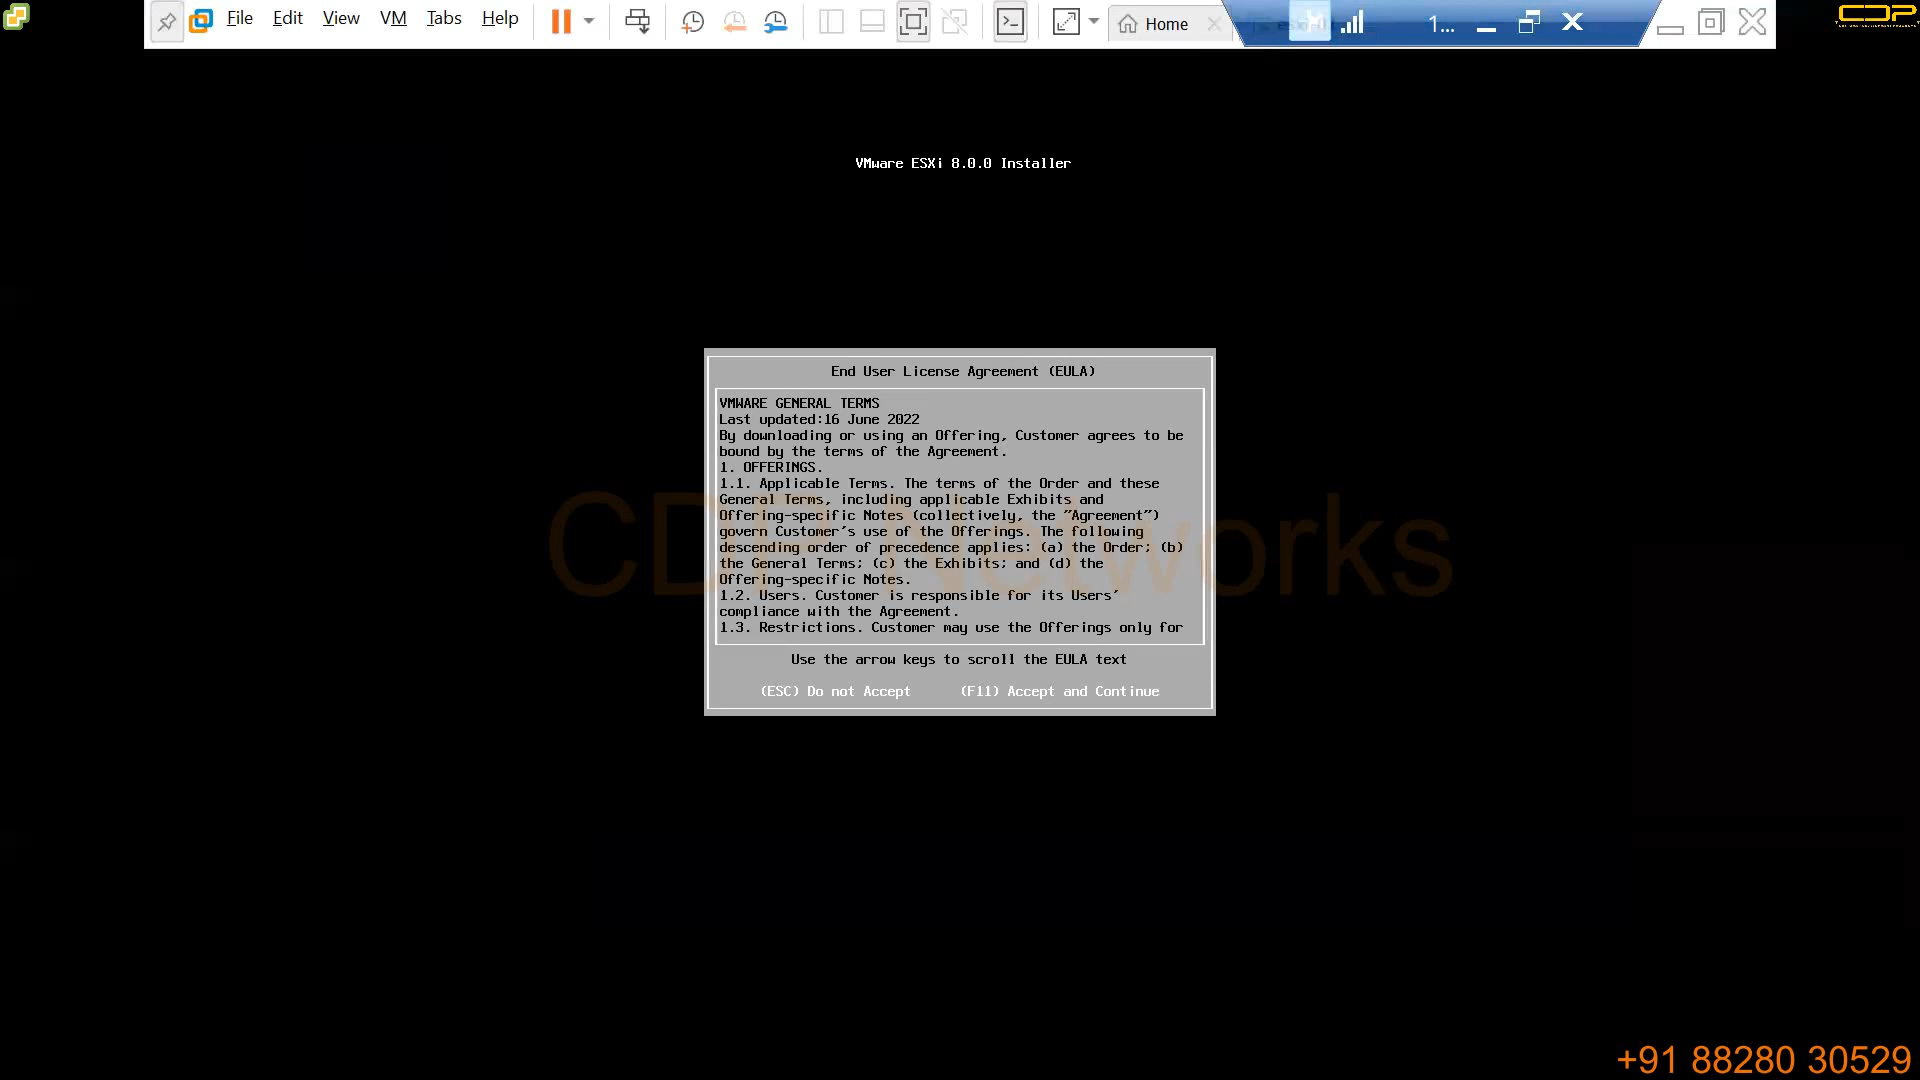 File Edit View VM Tabs Help
Home
1...
CDP
VMware ESXi 8.0.0 Installer
End User License Agreement (EULA)
VMWARE GENERAL TERMS
Last updated:16 June 2022
By downloading or using an Offering, Customer agrees to be
bound by the terms of the Agreement.
1. OFFERINGS.
1.1. Applicable Terms. The terms of the Order and these
General Terms, including applicable Exhibits and
Offering-specific Notes (collectively, the "Agreement")
govern Customer's use of the Offerings. The following
descending order of precedence applies: (a) the Order; (b)
the General Terms; (c) the Exhibits; and (d) the
Offering-specific Notes.
1.2. Users. Customer is responsible for its Users'
compliance with the Agreement.
1.3. Restrictions. Customer may use the Offerings only for
Use the arrow keys to scroll the EULA text
(ESC) Do not Accept (F11) Accept and Continue
CDP Networks
+91 88280 30529